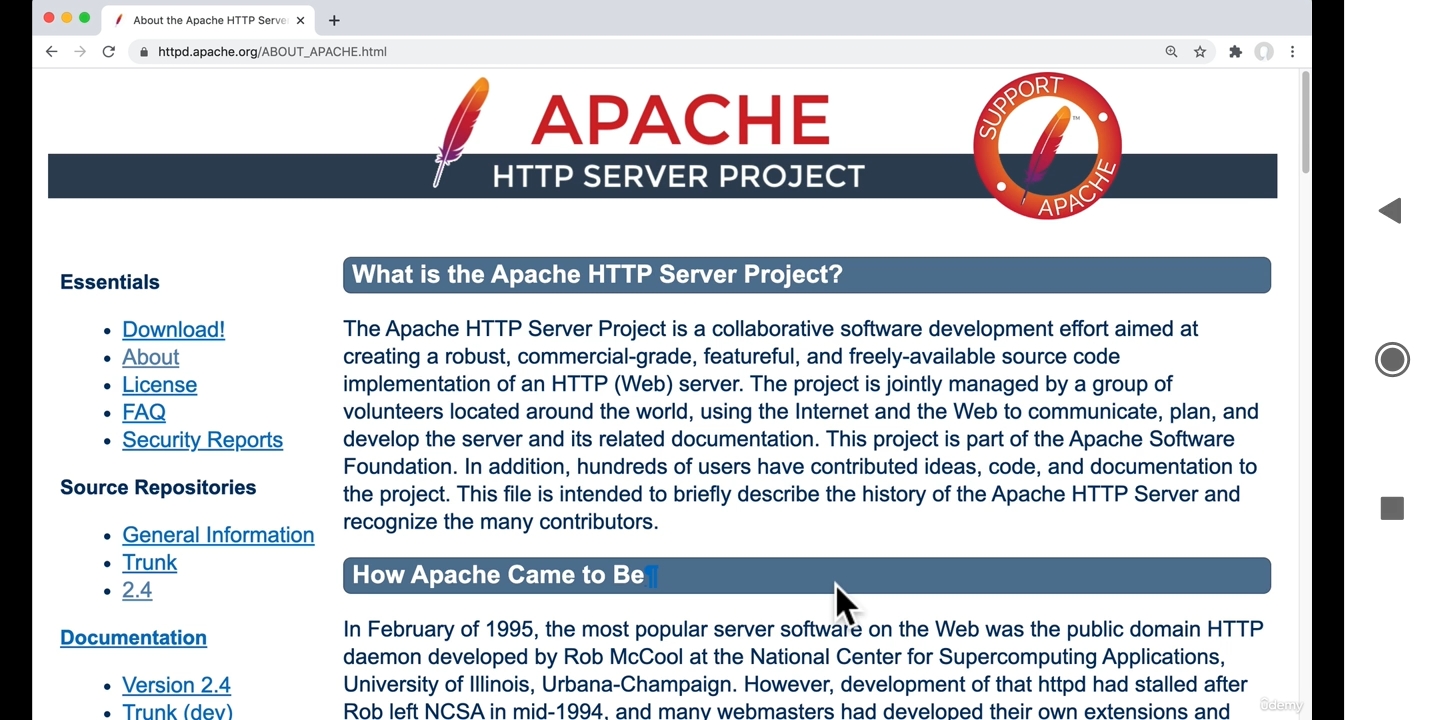 About the Apache HTTP Serve
httpd.apache.org/ABOUT_APACHE.html
APACHE
HTTP SERVER PROJECT
SUPPORT
APACHE
TM
Essentials
Download!
About
License
FAQ
Security Reports
Source Repositories
General Information
Trunk
2.4
Documentation
Version 2.4
Trunk (dev)
What is the Apache HTTP Server Project?
The Apache HTTP Server Project is a collaborative software development effort aimed at
creating a robust, commercial-grade, featureful, and freely-available source code
implementation of an HTTP (Web) server. The project is jointly managed by a group of
volunteers located around the world, using the Internet and the Web to communicate, plan, and
develop the server and its related documentation. This project is part of the Apache Software
Foundation. In addition, hundreds of users have contributed ideas, code, and documentation to
the project. This file is intended to briefly describe the history of the Apache HTTP Server and
recognize the many contributors.
How Apache Came to Be¶
In February of 1995, the most popular server software on the Web was the public domain HTTP
daemon developed by Rob McCool at the National Center for Supercomputing Applications,
University of Illinois, Urbana-Champaign. However, development of that httpd had stalled after
Rob left NCSA in mid-1994, and many webmasters had developed their own extensions and
ûdemy